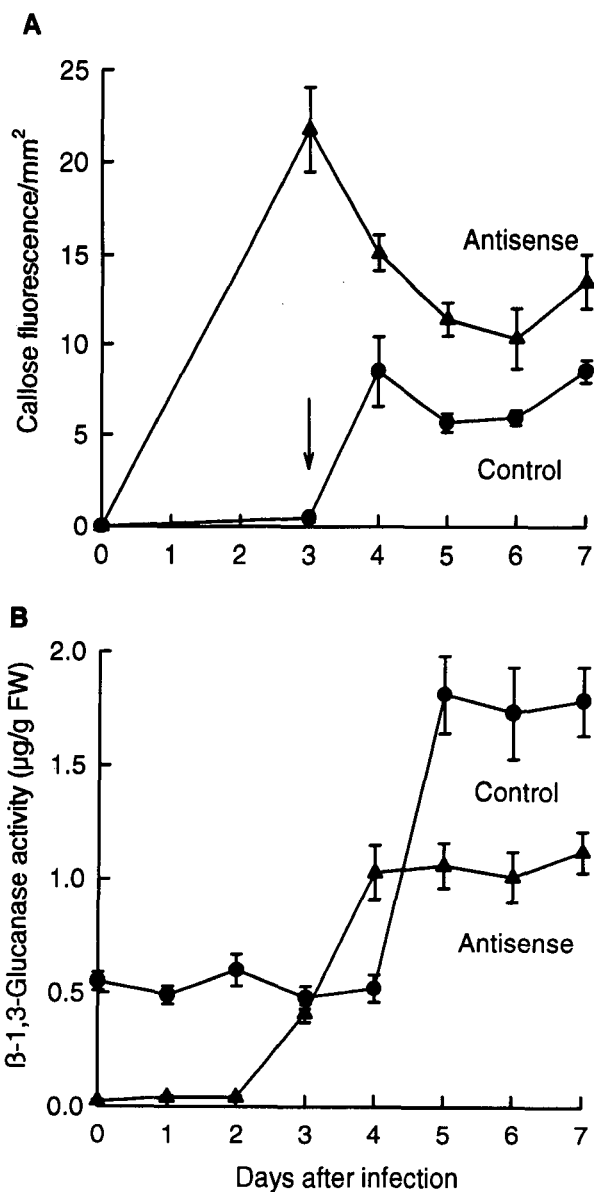 A
Callose fluorescence/mm²
25
20
15
10
5
0
Antisense
Control
0 1 2 3 4 5 6 7
B
ß-1,3-Glucanase activity (µg/g FW)
2.0
1.5
1.0
0.5
0.0
Control
Antisense
0 1 2 3 4 5 6 7
Days after infection